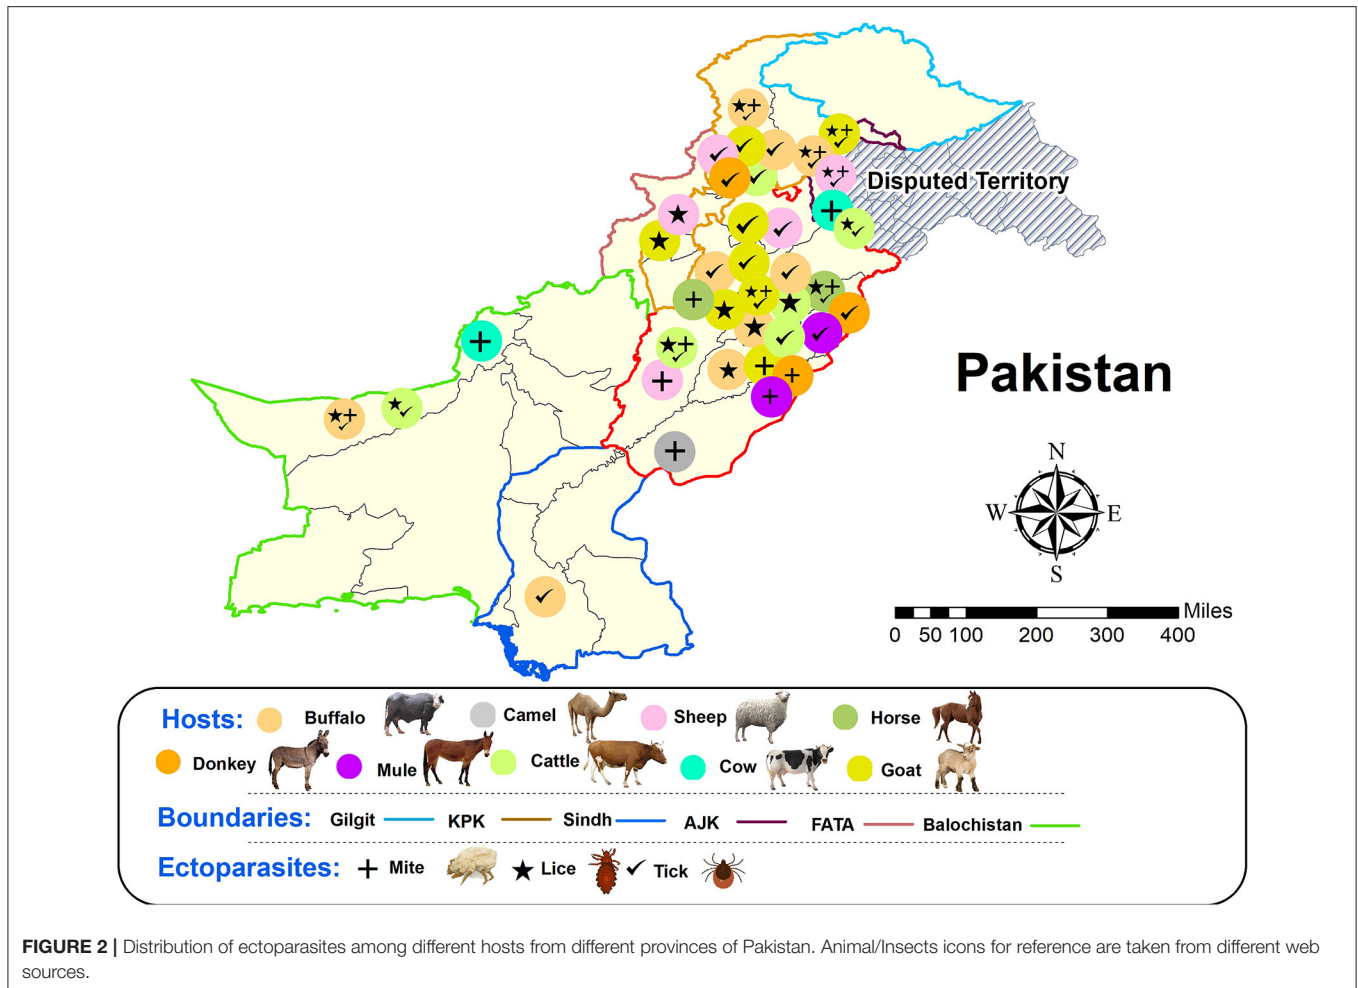 Disputed Territory
Pakistan
N
W E
S
Miles
0 50 100 200 300 400
Hosts: Buffalo Camel Sheep Horse
Donkey Mule Cattle Cow Goat
Boundaries: Gilgit KPK Sindh AJK FATA Balochistan
Ectoparasites: Mite Lice Tick
FIGURE 2 | Distribution of ectoparasites among different hosts from different provinces of Pakistan. Animal/Insects icons for reference are taken from different web
sources.